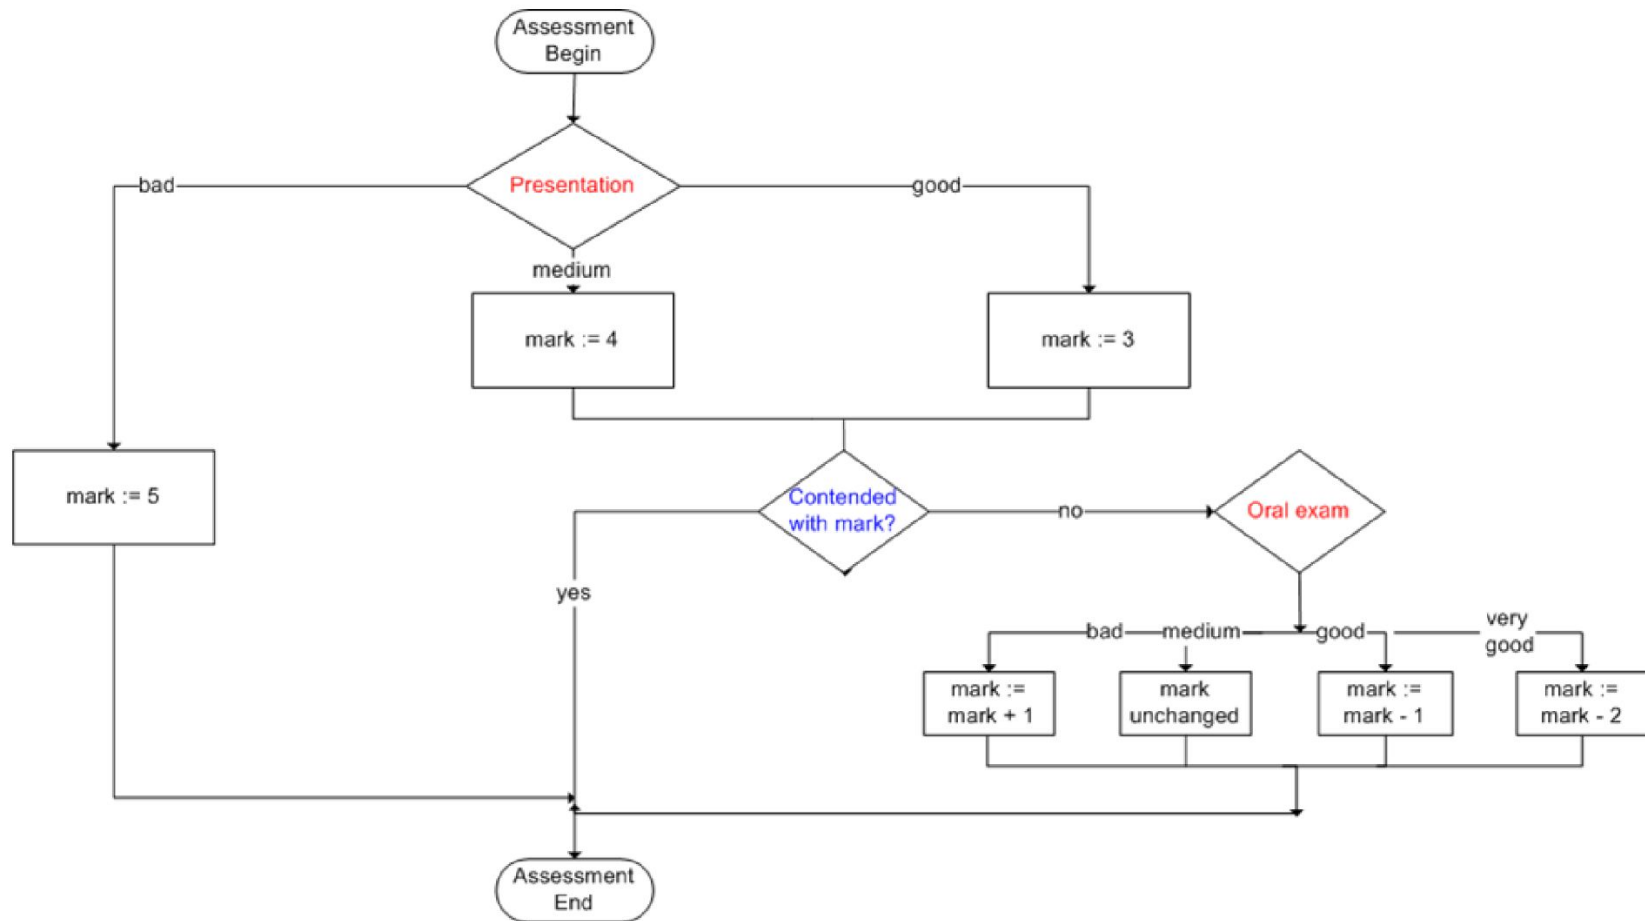 Assessment
Begin
bad
Presentation
good
medium
mark := 4
mark := 3
mark := 5
Contended
with mark?
no
Oral exam
yes
bad
medium
good
very
good
mark :=
mark + 1
mark
unchanged
mark :=
mark - 1
mark :=
mark - 2
Assessment
End